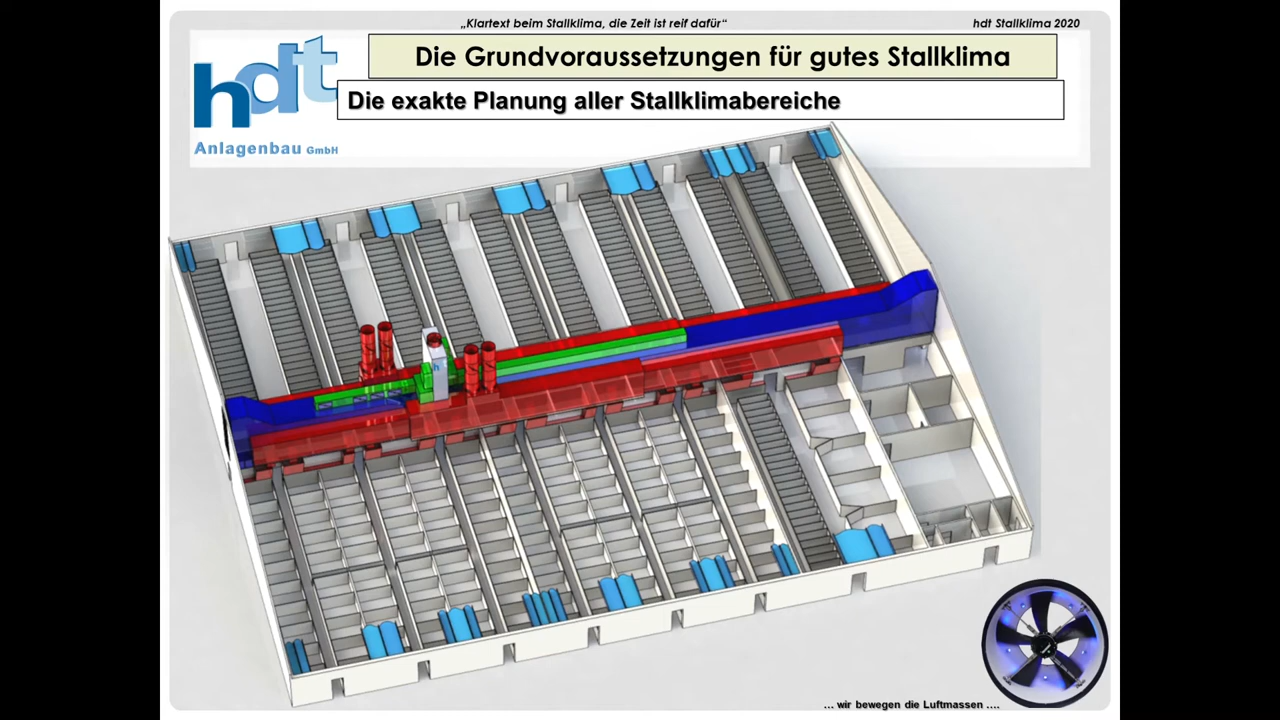 „Klartext beim Stallklima, die Zeit ist reif dafür“
hdt Stallklima 2020
hdt
Anlagenbau GmbH
Die Grundvoraussetzungen für gutes Stallklima
Die exakte Planung aller Stallklimabereiche
h
... wir bewegen die Luftmassen ....